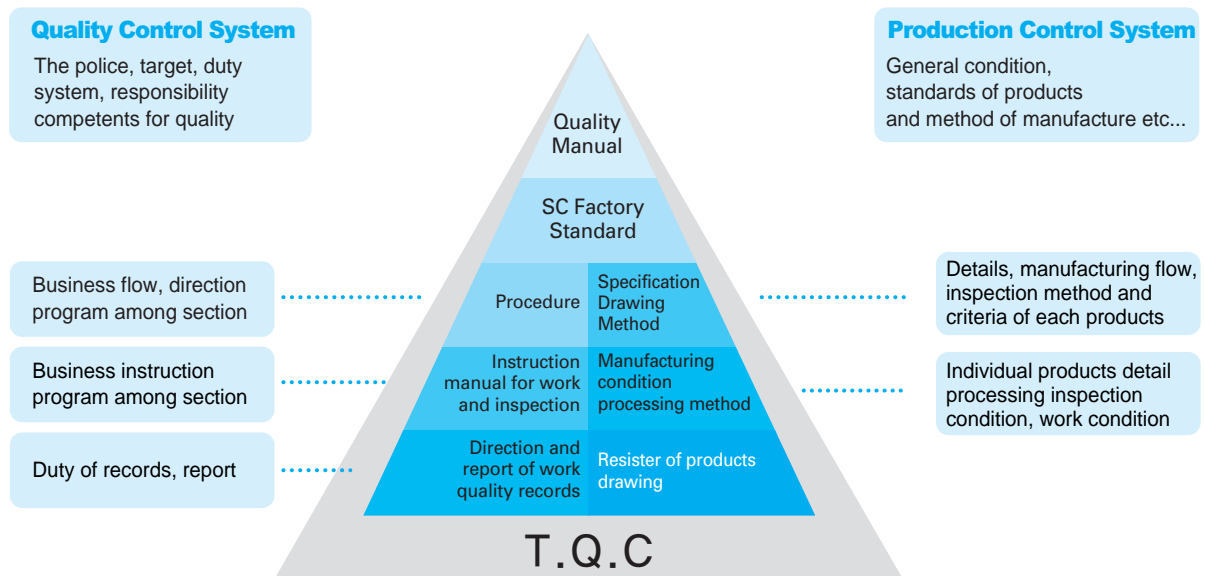 Quality Control System
The police, target, duty
system, responsibility
competents for quality
Production Control System
General condition,
standards of products
and method of manufacture etc...
Quality
Manual
SC Factory
Standard
Business flow, direction
program among section
Procedure
Specification
Drawing
Method
Details, manufacturing flow,
inspection method and
criteria of each products
Business instruction
program among section
Instruction
manual for work
and inspection
Manufacturing
condition
processing method
Individual products detail
processing inspection
condition, work condition
Duty of records, report
Direction and
report of work
quality records
Resister of products
drawing
T.Q.C